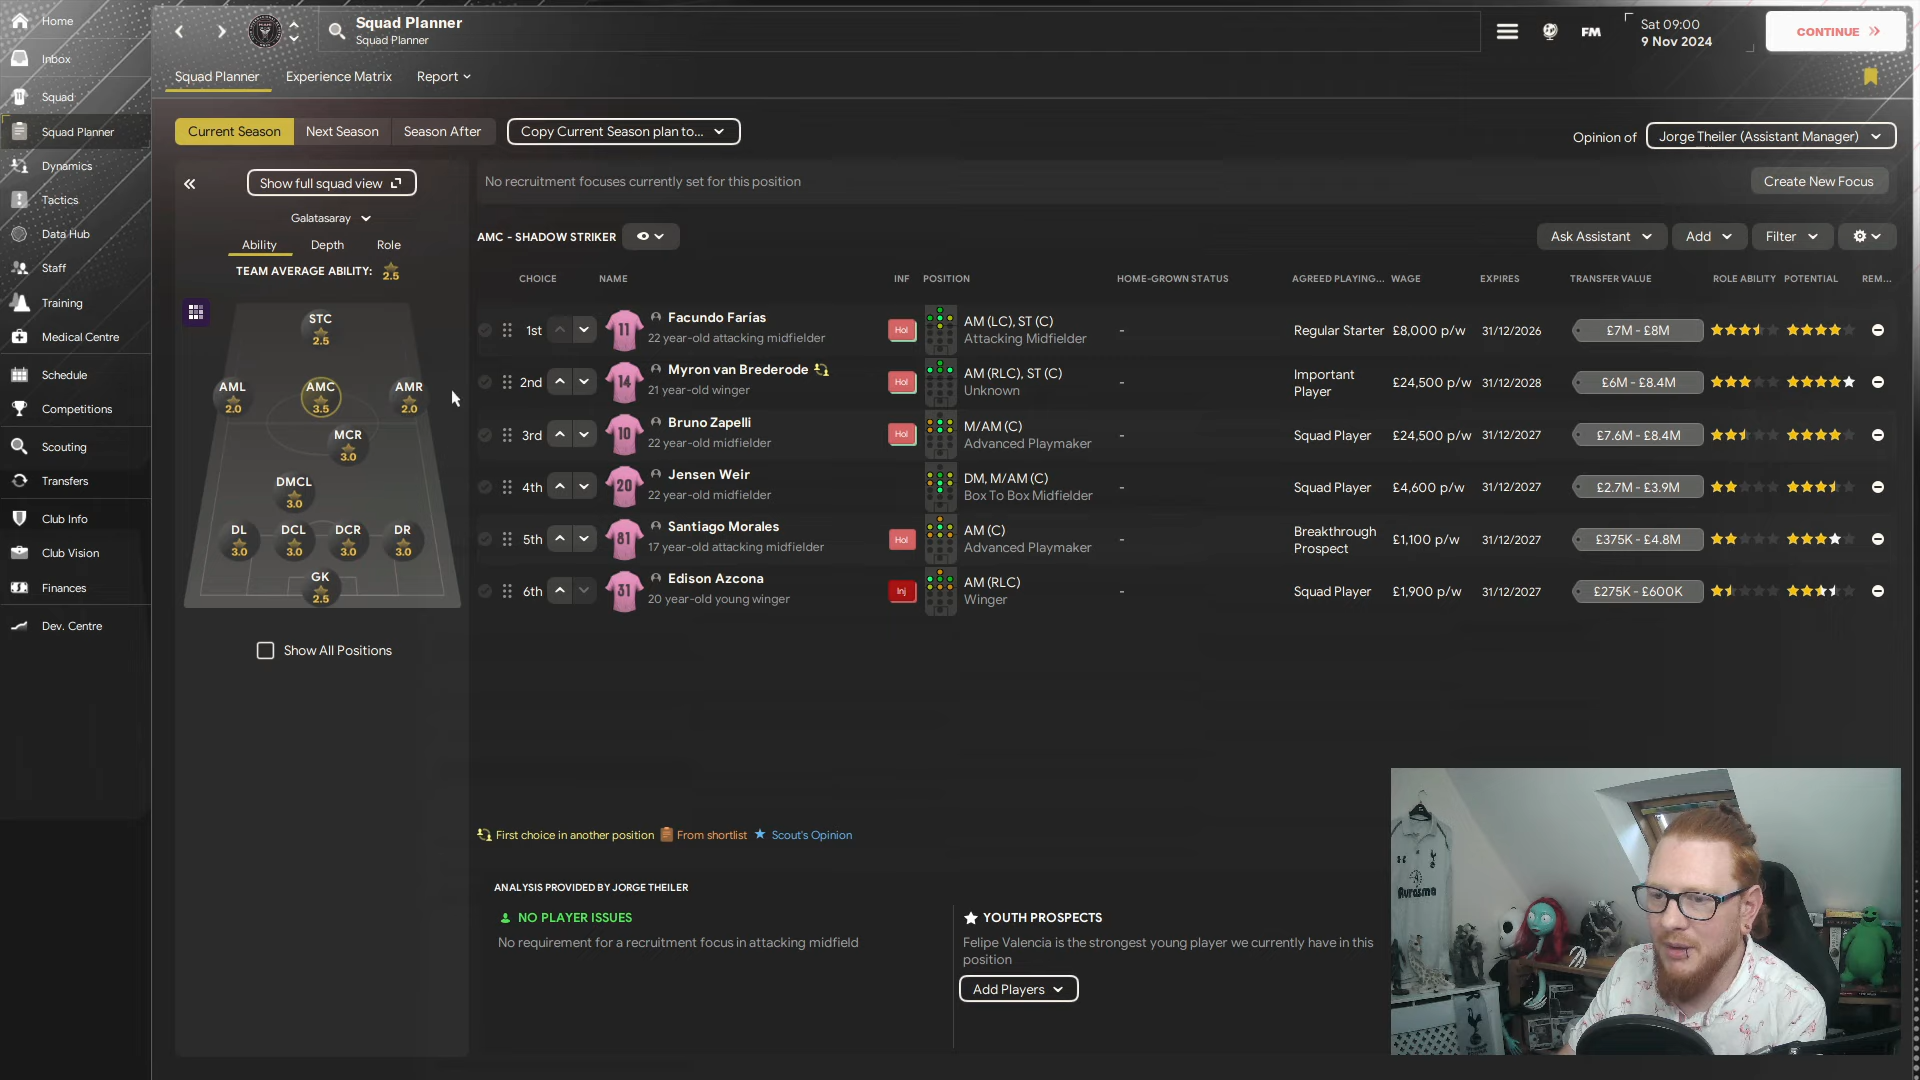 Home
Inbox
Squad
Squad Planner
Dynamics
Tactics
Data Hub
Staff
Training
Medical Centre
Schedule
Competitions
Scouting
Transfers
Club Info
Club Vision
Finances
Dev. Centre
Squad Planner
Squad Planner
FM
Sat 09:00
9 Nov 2024
CONTINUE
Squad Planner
Experience Matrix
Report
Current Season
Next Season
Season After
Copy Current Season plan to...
Opinion of
Jorge Theiler (Assistant Manager)
Show full squad view
Galatasaray
Ability
Depth
Role
TEAM AVERAGE ABILITY:
2.5
STC
2.5
AML
2.0
AMC
3.5
AMR
2.0
MCR
3.0
DMCL
3.0
DL
3.0
DCL
3.0
DCR
3.0
DR
3.0
GK
2.5
Show All Positions
No recruitment focuses currently set for this position
Create New Focus
AMC - SHADOW STRIKER
Ask Assistant
Add
Filter
CHOICE NAME INF POSITION HOME-GROWN STATUS AGREED PLAYING... WAGE EXPIRES TRANSFER VALUE ROLE ABILITY POTENTIAL REM...
1st
11
Facundo Farías
22 year-old attacking midfielder
Hol
AM (LC), ST (C)
Attacking Midfielder
-
Regular Starter
£8,000 p/w
31/12/2026
£7M - £8M
2nd
14
Myron van Brederode
21 year-old winger
Hol
AM (RLC), ST (C)
Unknown
-
Important
Player
£24,500 p/w
31/12/2028
£6M - £8.4M
3rd
10
Bruno Zapelli
22 year-old midfielder
Hol
M/AM (C)
Advanced Playmaker
-
Squad Player
£24,500 p/w
31/12/2027
£7.6M - £8.4M
4th
20
Jensen Weir
22 year-old midfielder
DM, M/AM (C)
Box To Box Midfielder
-
Squad Player
£4,600 p/w
31/12/2027
£2.7M - £3.9M
5th
81
Santiago Morales
17 year-old attacking midfielder
Hol
AM (C)
Advanced Playmaker
-
Breakthrough
Prospect
£1,100 p/w
31/12/2027
£375K - £4.8M
6th
31
Edison Azcona
20 year-old young winger
Inj
AM (RLC)
Winger
-
Squad Player
£1,900 p/w
31/12/2027
£275K - £600K
First choice in another position
From shortlist
Scout's Opinion
ANALYSIS PROVIDED BY JORGE THEILER
NO PLAYER ISSUES
No requirement for a recruitment focus in attacking midfield
YOUTH PROSPECTS
Felipe Valencia is the strongest young player we currently have in this
position
Add Players